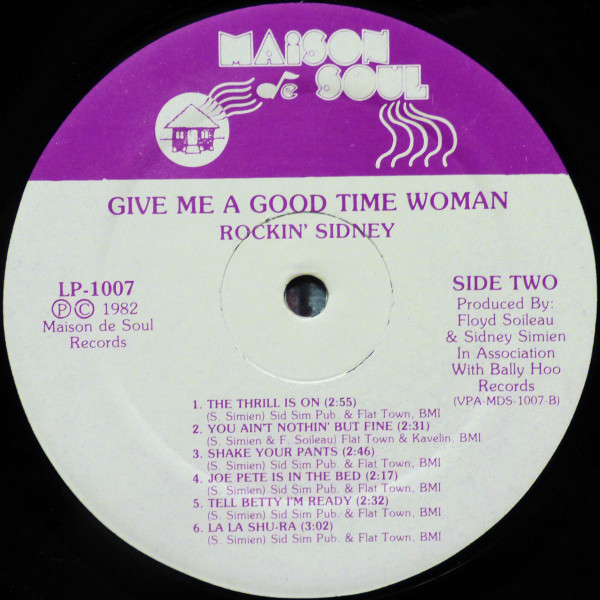 MAISON
de SOUL
GIVE ME A GOOD TIME WOMAN
ROCKIN' SIDNEY
LP-1007
Ⓟ© 1982
Maison de Soul
Records
SIDE TWO
Produced By:
Floyd Soileau
& Sidney Simien
In Association
With Bally Hoo
Records
(VPA-MDS-1007-B)
1. THE THRILL IS ON (2:55)
(S. Simien) Sid Sim Pub. & Flat Town, BMI
2. YOU AIN'T NOTHIN' BUT FINE (2:31)
(S. Simien & F. Soileau) Flat Town & Kavelin, BMI
3. SHAKE YOUR PANTS (2:46)
(S. Simien) Sid Sim Pub. & Flat Town, BMI
4. JOE PETE IS IN THE BED (2:17)
(S. Simien) Sid Sim Pub. & Flat Town, BMI
5. TELL BETTY I'M READY (2:32)
(S. Simien) Sid Sim Pub. & Flat Town, BMI
6. LA LA SHU-RA (3:02)
(S. Simien) Sid Sim Pub. & Flat Town, BMI